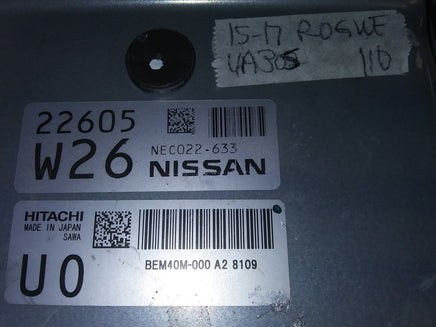 15-17 ROGUE
110
22605
W26
NEC022-633
NISSAN
HITACHI
MADE IN JAPAN
SAWA
U0
BEM40M-000 A2 8109